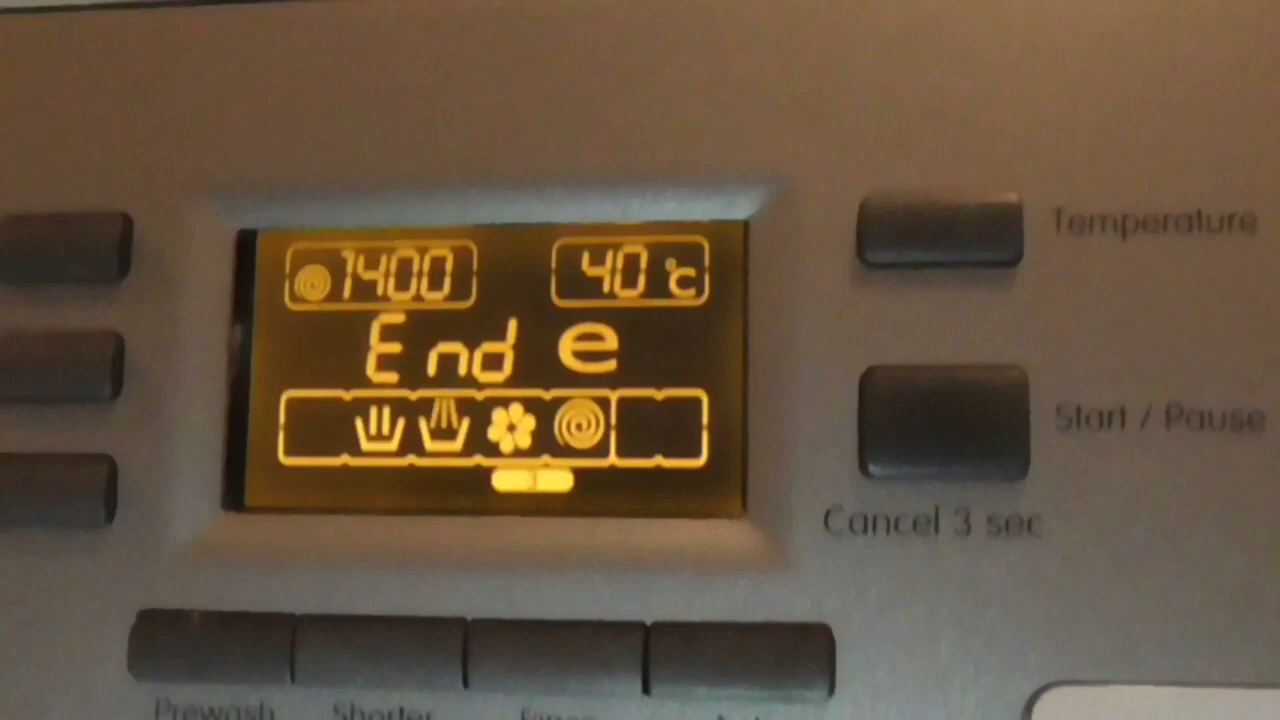 1400 40 °C
Temperature
End e
Start / Pause
Cancel 3 sec.
Prewash Shorter